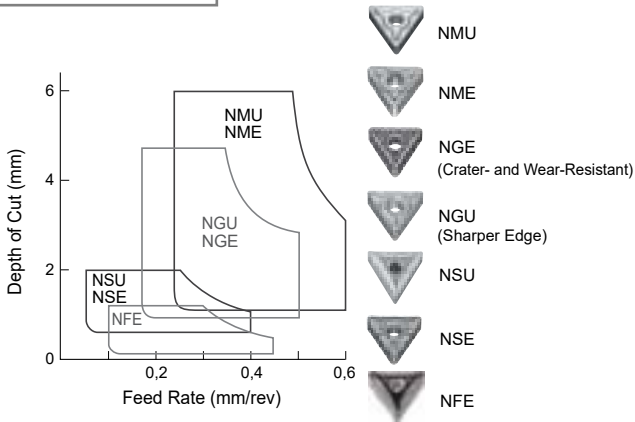 6
4
2
0
Depth of Cut (mm)
NMU
NME
NGU
NGE
NSU
NSE
NFE
0,2
0,4
0,6
Feed Rate (mm/rev)
NMU
NME
NGE
(Crater- and Wear-Resistant)
NGU
(Sharper Edge)
NSU
NSE
NFE